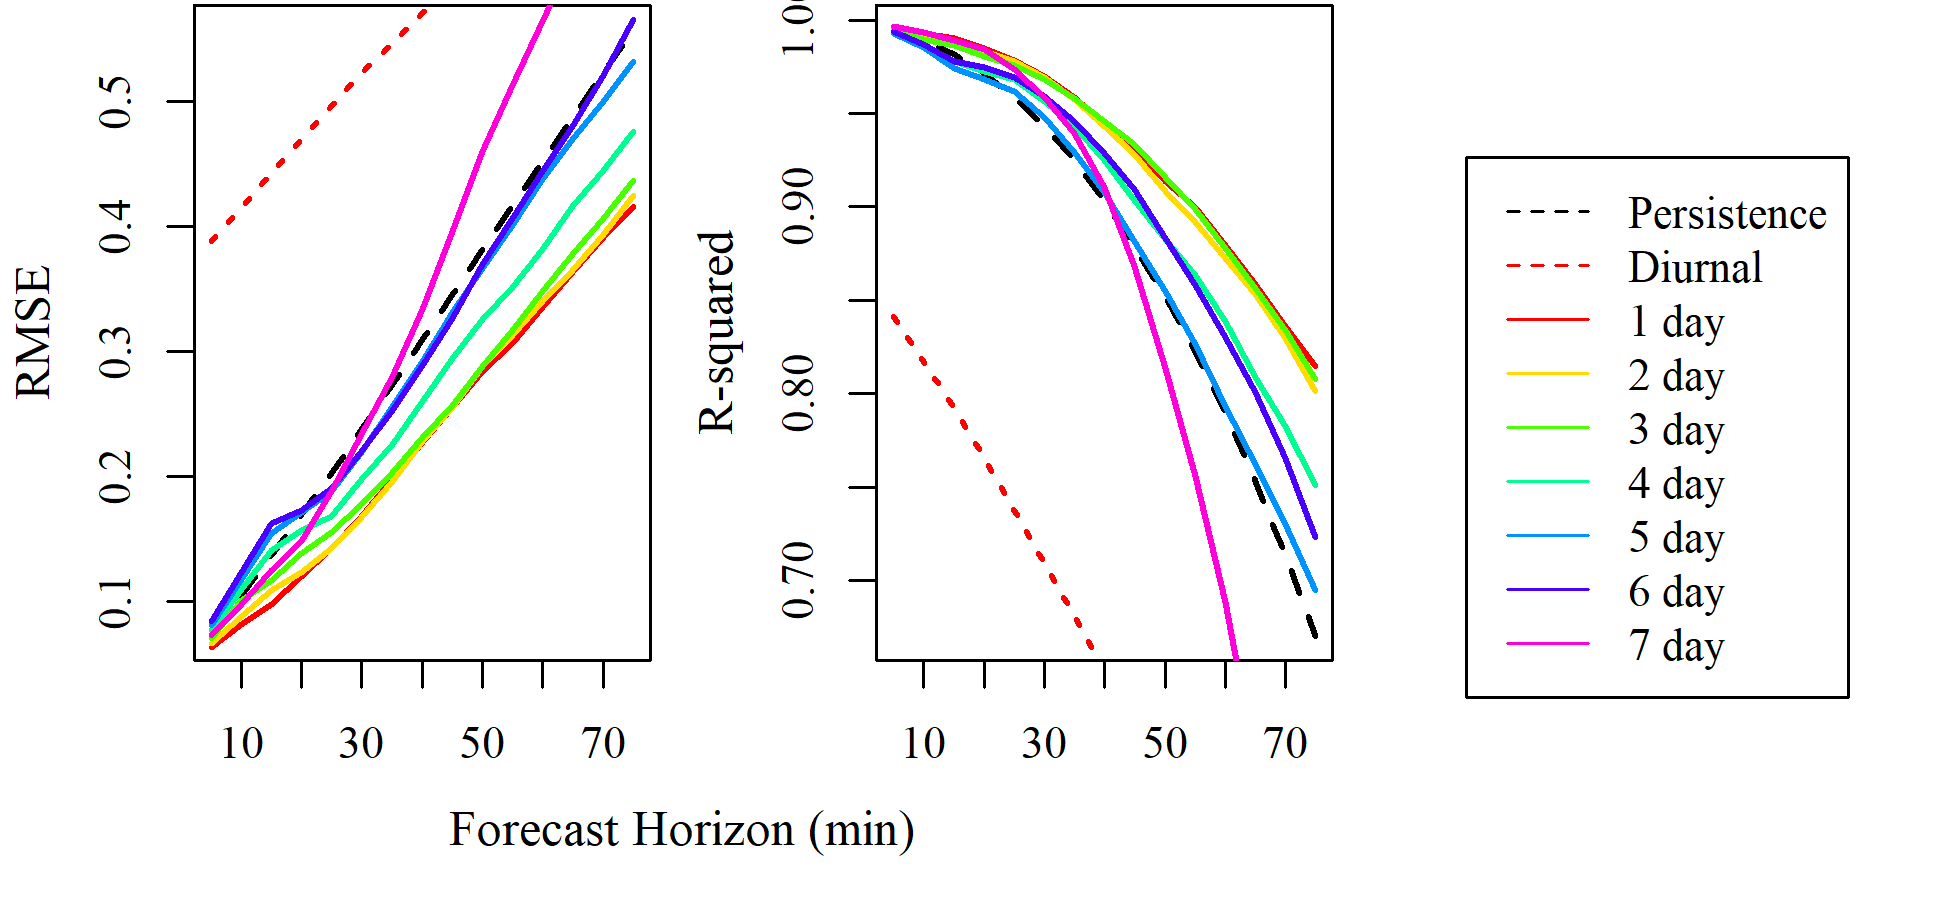 RMSE
0.5
0.4
0.3
0.2
0.1
10 30 50 70
R-squared
1.00
0.90
0.80
0.70
10 30 50 70
Forecast Horizon (min)
Persistence
Diurnal
1 day
2 day
3 day
4 day
5 day
6 day
7 day